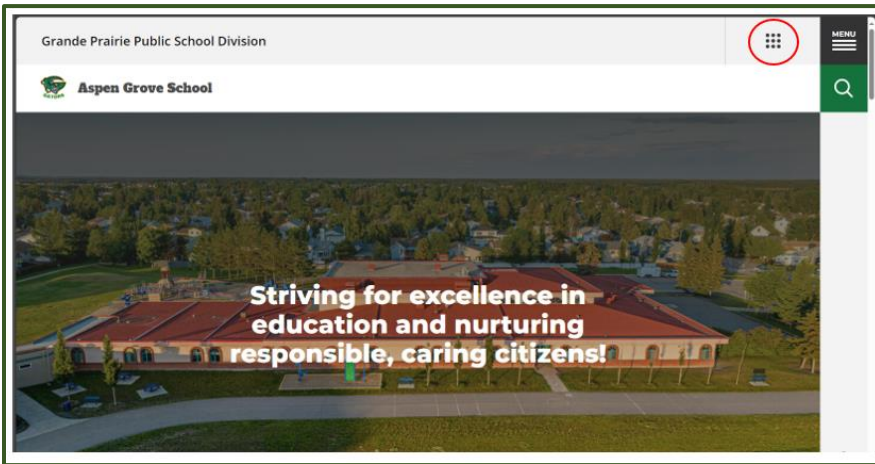 Grande Prairie Public School Division
MENU
Aspen Grove School
Striving for excellence in
education and nurturing
responsible, caring citizens!